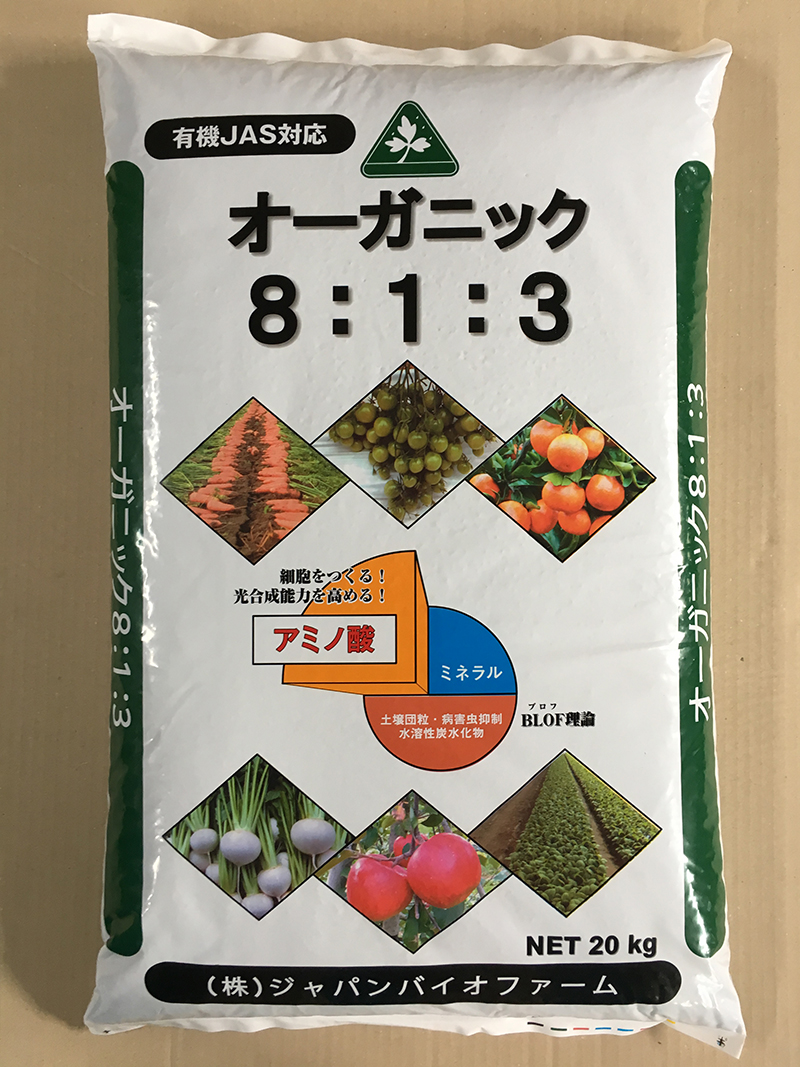 有機JAS対応
オーガニック
8：1：3
オーガニック8：1：3
オーガニック8：1：3
細胞をつくる！
光合成能力を高める！
アミノ酸
ミネラル
土壌団粒・病害虫抑制
水溶性炭水化物
ブロフ
BLOF理論
NET 20 kg
(株)ジャパンバイオファーム